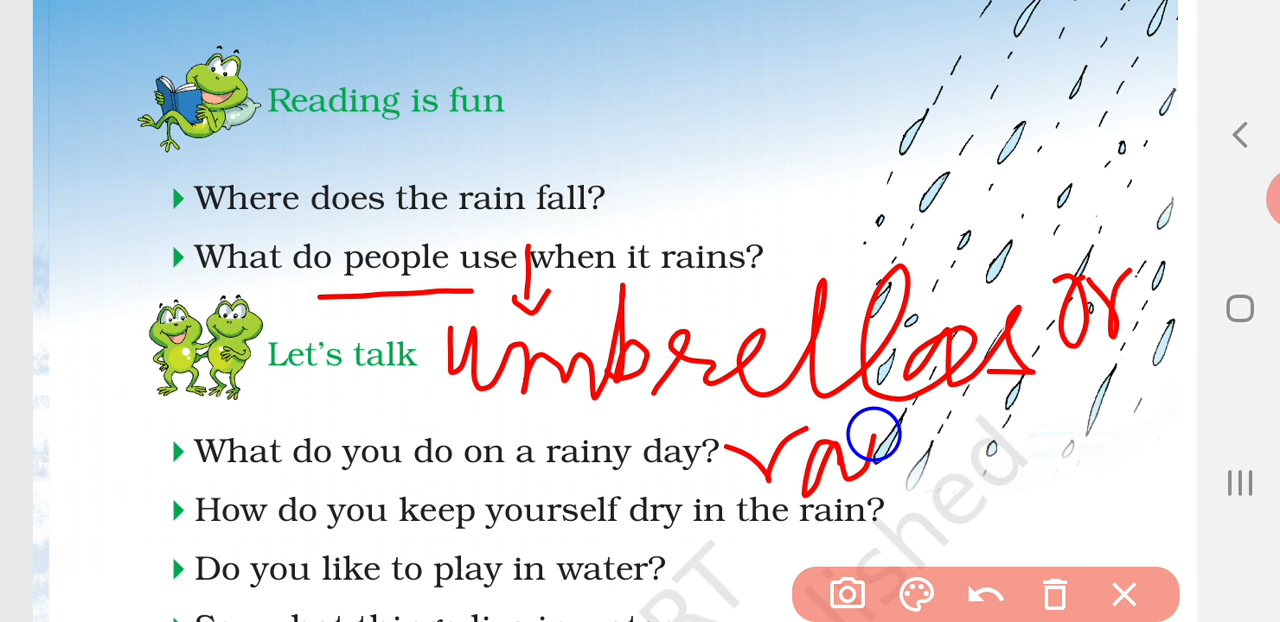 Reading is fun
Where does the rain fall?
What do people use when it rains?
umbrellas or
Let's talk
What do you do on a rainy day?
How do you keep yourself dry in the rain?
Do you like to play in water?